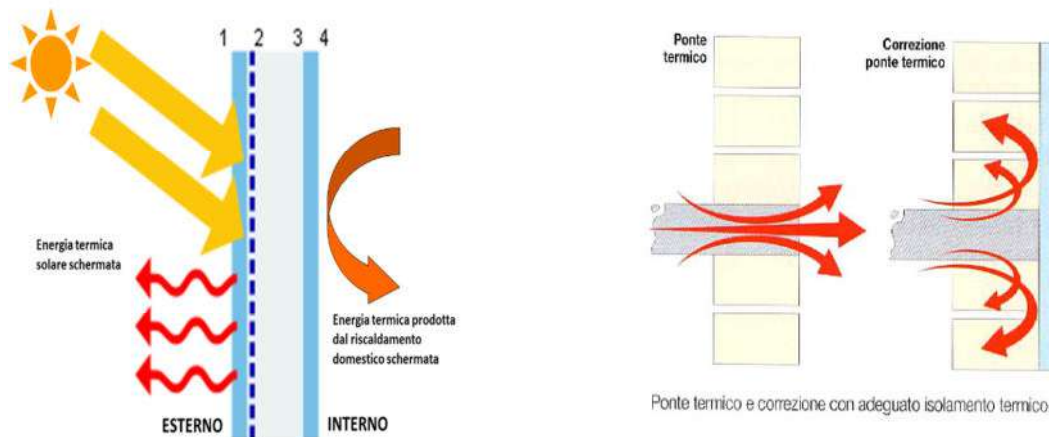 1 2 3 4
Energia termica
solare schermata
Energia termica prodotta
dal riscaldamento
domestico schermata
ESTERNO INTERNO
Ponte
termico
Correzione
ponte termico
Ponte termico e correzione con adeguato isolamento termico